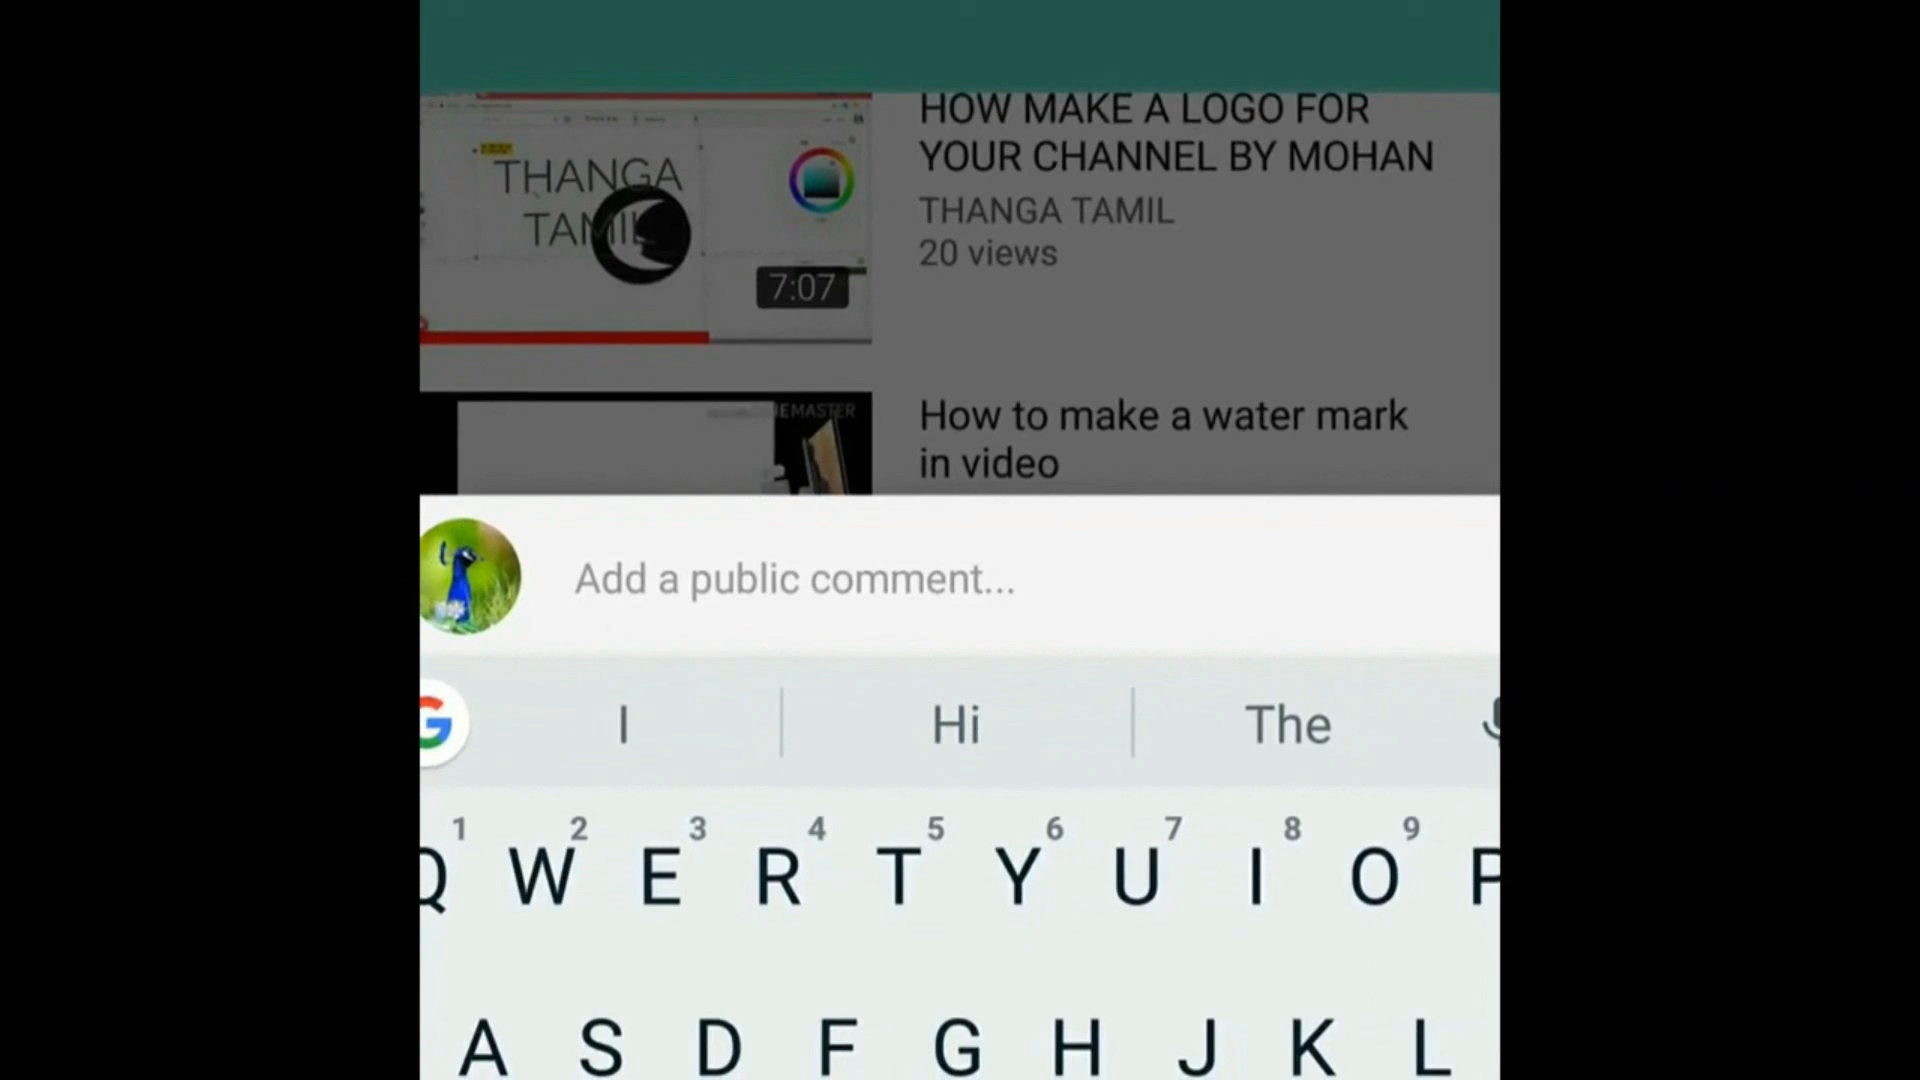 HOW MAKE A LOGO FOR
YOUR CHANNEL BY MOHAN
THANGA TAMIL
20 views
THANGA
TAMIL
7:07
How to make a water mark
in video
Add a public comment...
I Hi The
1 2 3 4 5 6 7 8 9
Q W E R T Y U I O P
A S D F G H J K L